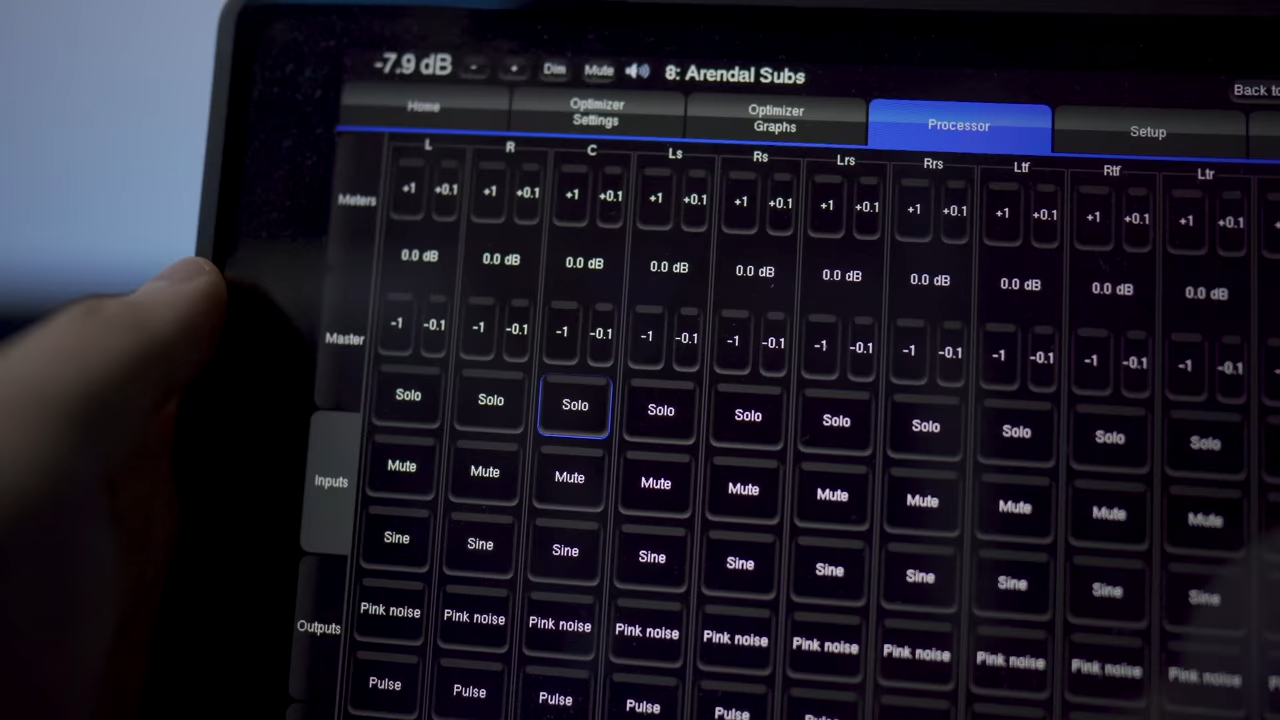 -7.9 dB - + Dim Mute 8: Arendal Subs
Back to
Home Optimizer Settings Optimizer Graphs Processor Setup
L R C Ls Rs Lrs Rrs Ltf Rtf Ltr
Meters +1 +0.1 +1 +0.1 +1 +0.1 +1 +0.1 +1 +0.1 +1 +0.1 +1 +0.1 +1 +0.1 +1 +0.1 +1 +0.1
0.0 dB 0.0 dB 0.0 dB 0.0 dB 0.0 dB 0.0 dB 0.0 dB 0.0 dB 0.0 dB 0.0 dB
Master -1 -0.1 -1 -0.1 -1 -0.1 -1 -0.1 -1 -0.1 -1 -0.1 -1 -0.1 -1 -0.1 -1 -0.1 -1 -0.1
Solo Solo Solo Solo Solo Solo Solo Solo Solo Solo
Inputs Mute Mute Mute Mute Mute Mute Mute Mute Mute Mute
Sine Sine Sine Sine Sine Sine Sine Sine Sine Sine
Outputs Pink noise Pink noise Pink noise Pink noise Pink noise Pink noise Pink noise Pink noise Pink noise Pink noise
Pulse Pulse Pulse Pulse Pulse Pulse